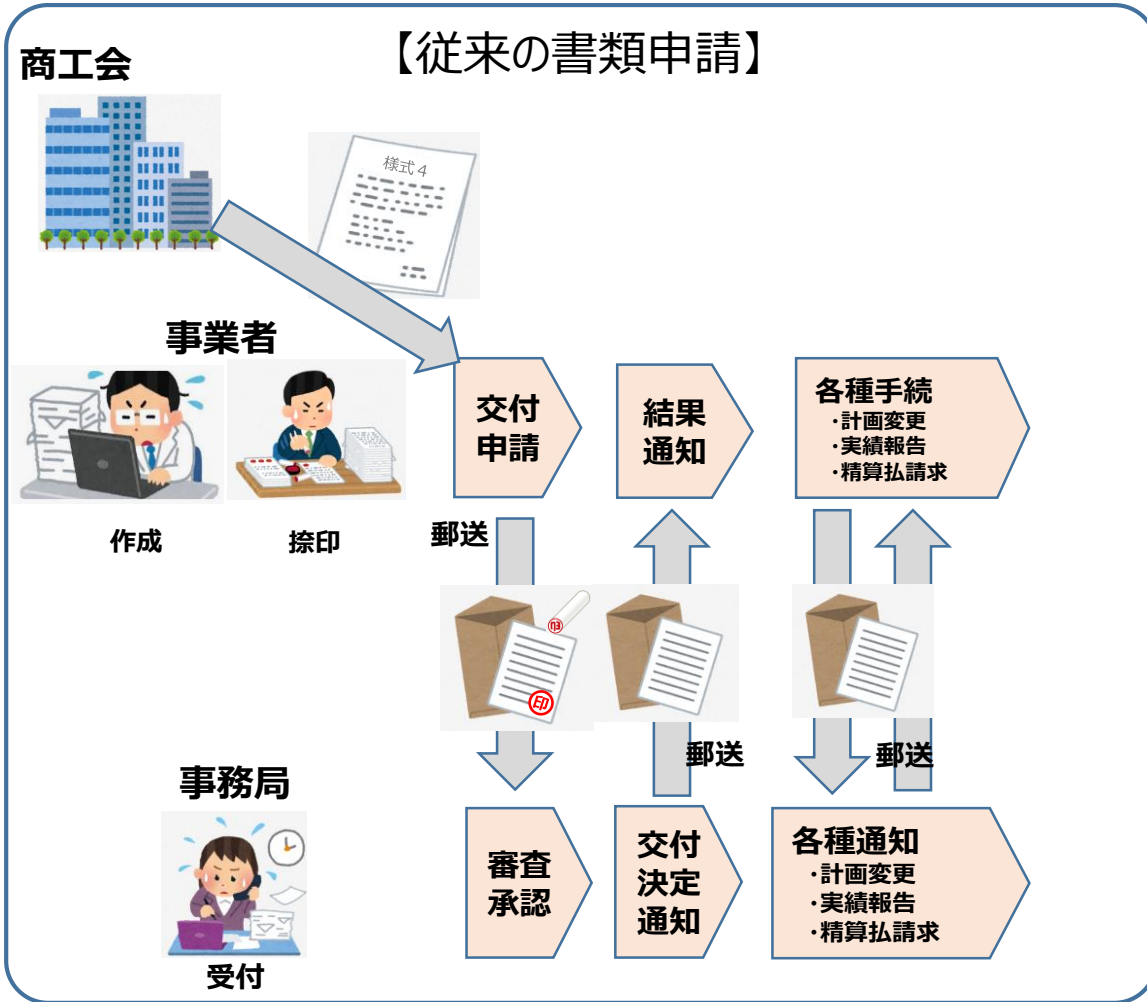 【従来の書類申請】
商工会
様式4
事業者
作成
捺印
交付
申請
結果
通知
各種手続
・計画変更
・実績報告
・精算払請求
郵送
印
印
郵送
郵送
事務局
受付
審査
承認
交付
決定
通知
各種通知
・計画変更
・実績報告
・精算払請求